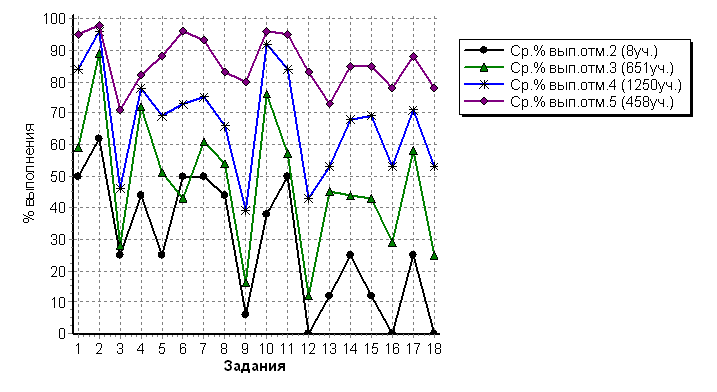 100
90
80
70
60
50
40
30
20
10
0
% выполнения
1 2 3 4 5 6 7 8 9 10 11 12 13 14 15 16 17 18
Задания
Ср.% вып.отм.2 (8уч.)
Ср.% вып.отм.3 (651уч.)
Ср.% вып.отм.4 (1250уч.)
Ср.% вып.отм.5 (458уч.)